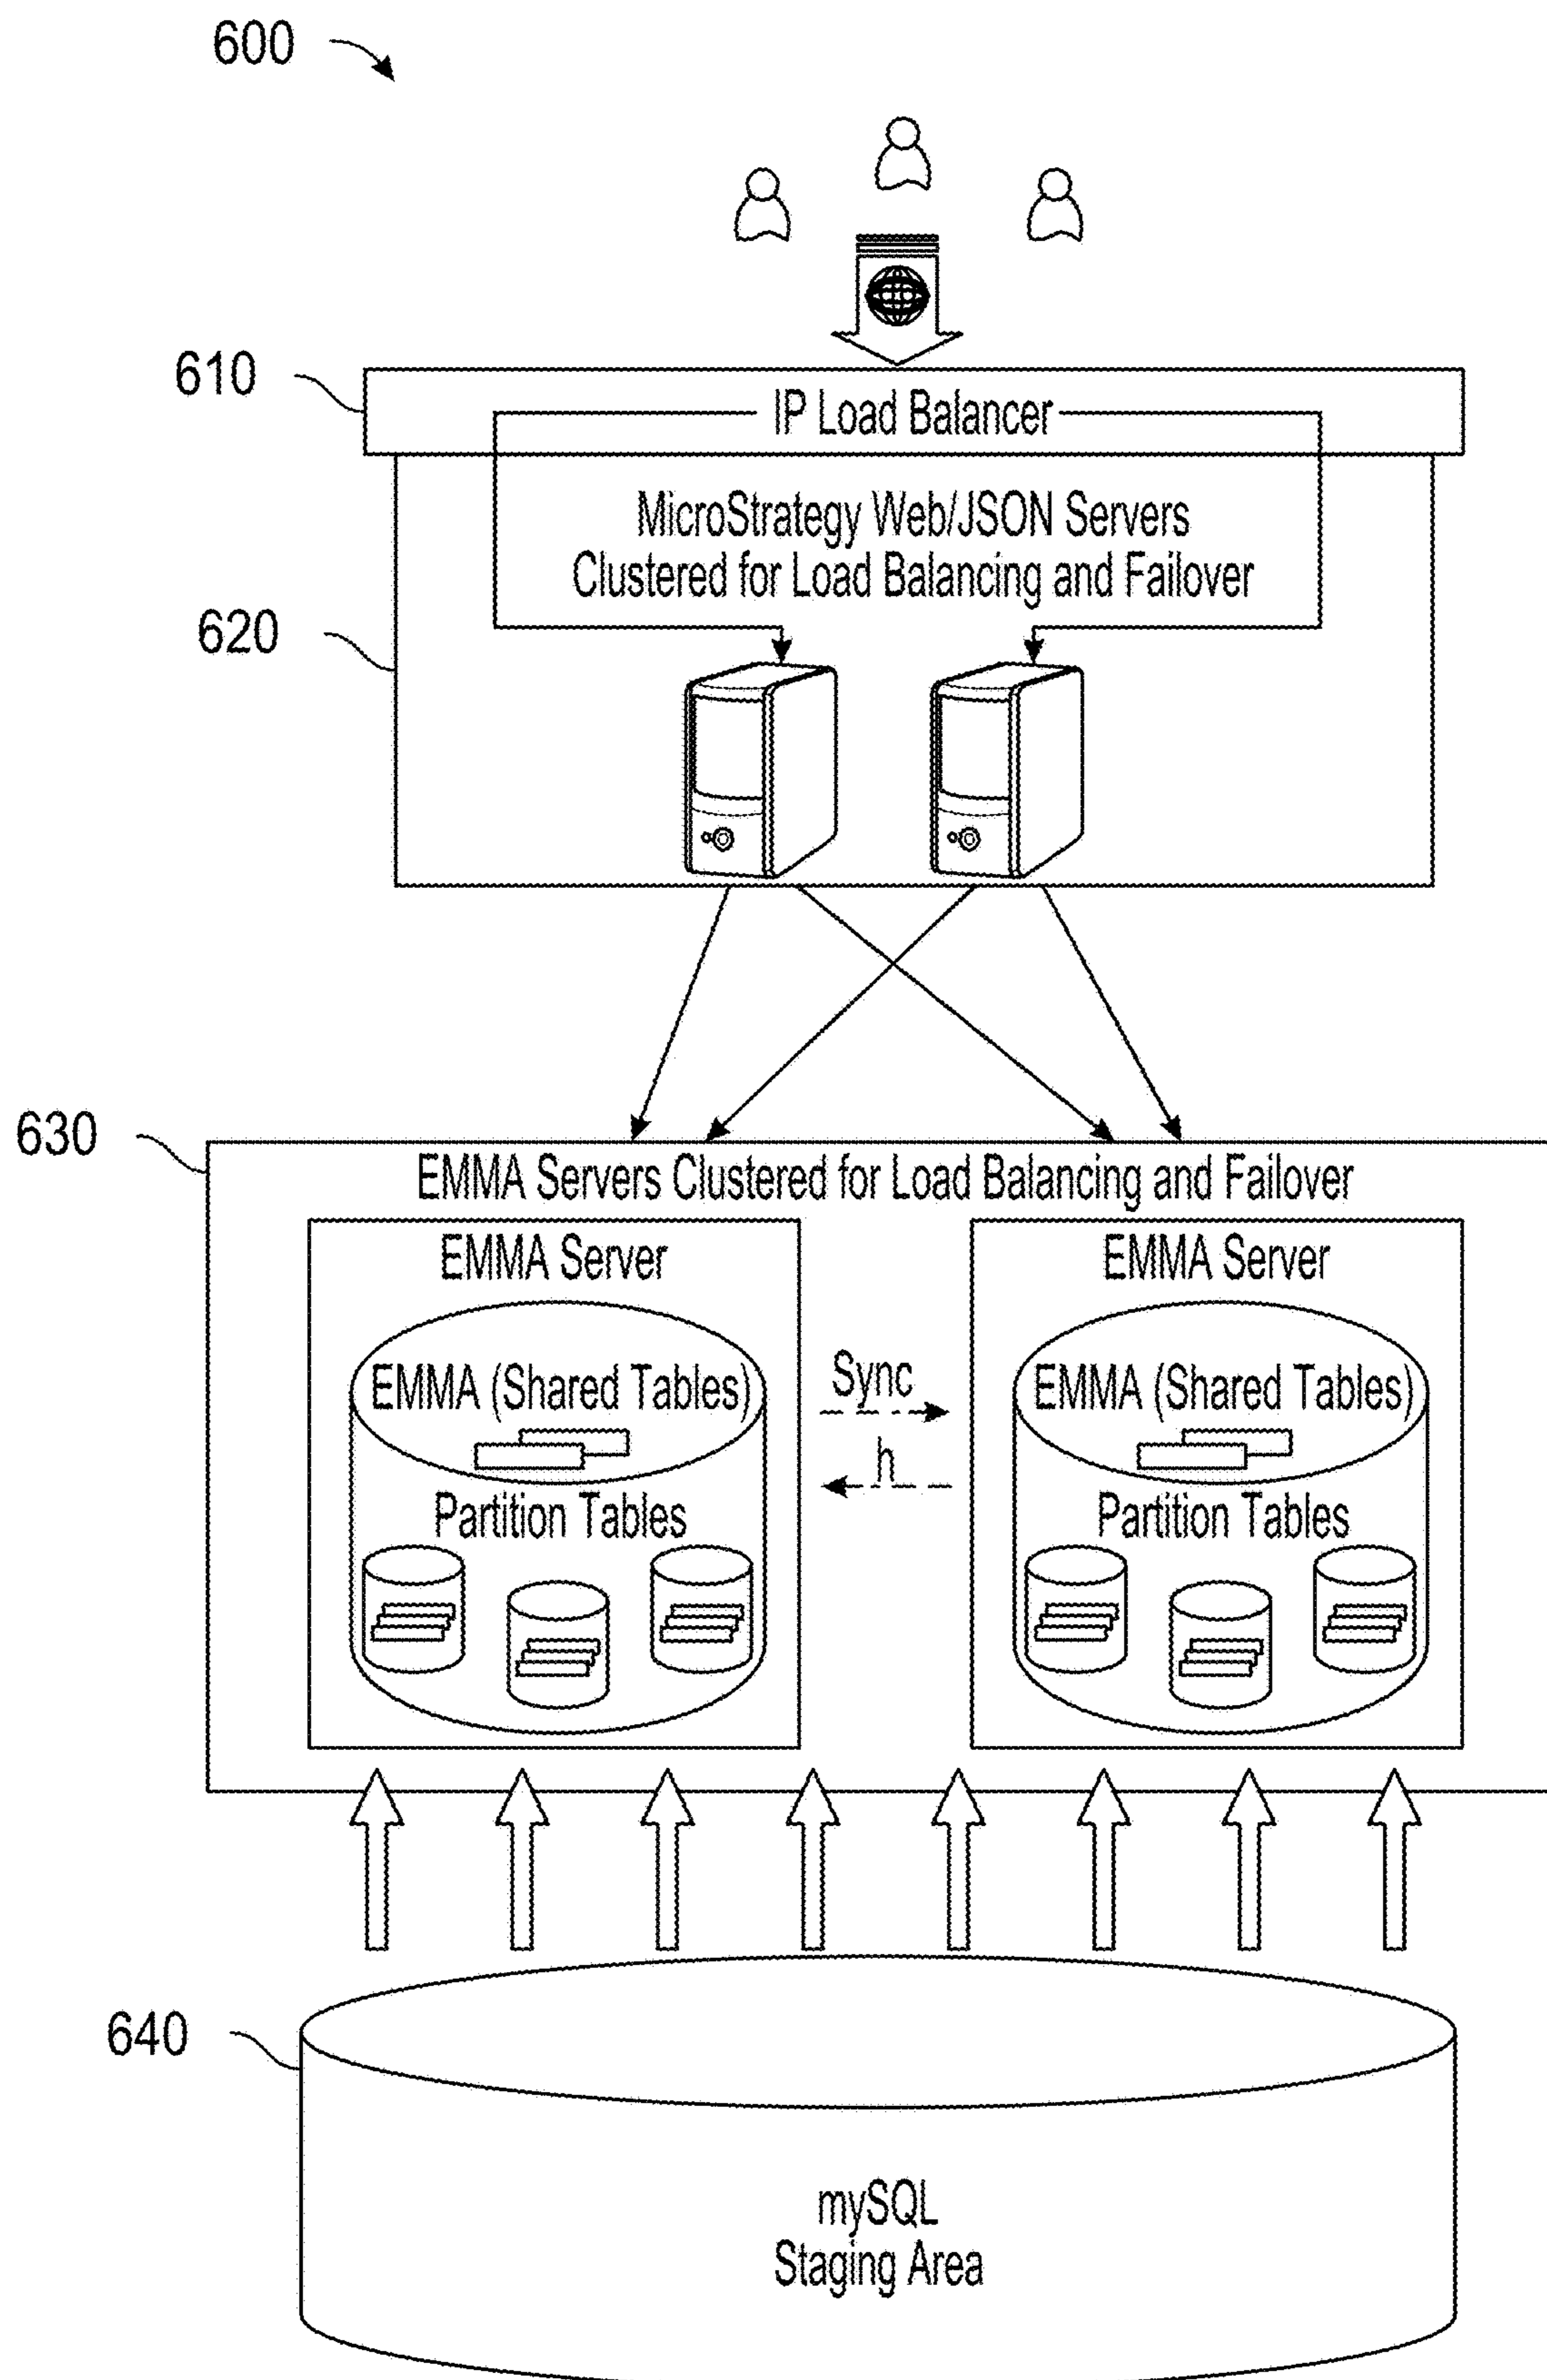 600
610
IP Load Balancer
MicroStrategy Web/JSON Servers
Clustered for Load Balancing and Failover
620
630
EMMA Servers Clustered for Load Balancing and Failover
EMMA Server
EMMA (Shared Tables)
Partition Tables
Sync
h
EMMA Server
EMMA (Shared Tables)
Partition Tables
640
mySQL
Staging Area